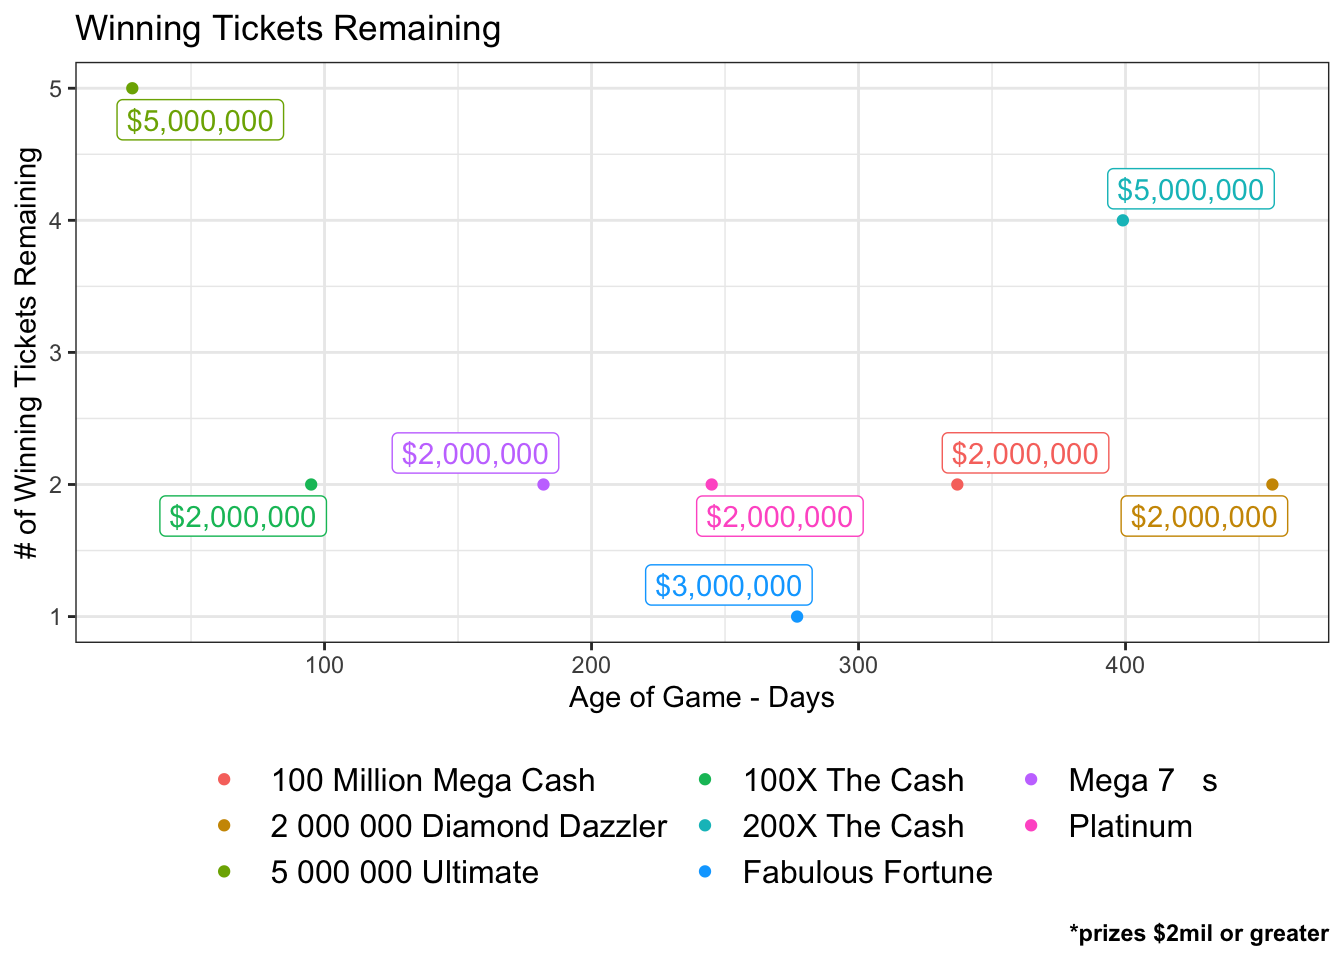 Winning Tickets Remaining
# of Winning Tickets Remaining
5
$5,000,000
$5,000,000
4
3
$2,000,000
$2,000,000
2
$2,000,000
$2,000,000
$2,000,000
$3,000,000
1
100 200 300 400
Age of Game - Days
100 Million Mega Cash 100X The Cash Mega 7 s
2 000 000 Diamond Dazzler 200X The Cash Platinum
5 000 000 Ultimate Fabulous Fortune
*prizes $2mil or greater